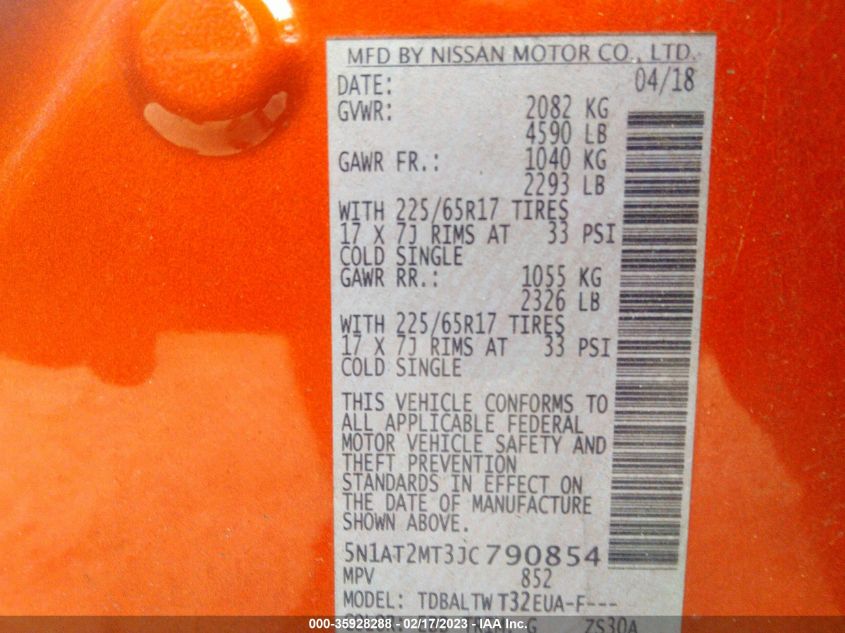 MFD BY NISSAN MOTOR CO., LTD.
DATE: 04/18
GVWR: 2082 KG
4590 LB
GAWR FR.: 1040 KG
2293 LB
WITH 225/65R17 TIRES
17 X 7J RIMS AT 33 PSI
COLD SINGLE
GAWR RR.: 1055 KG
2326 LB
WITH 225/65R17 TIRES
17 X 7J RIMS AT 33 PSI
COLD SINGLE
THIS VEHICLE CONFORMS TO
ALL APPLICABLE FEDERAL
MOTOR VEHICLE SAFETY AND
THEFT PREVENTION
STANDARDS IN EFFECT ON
THE DATE OF MANUFACTURE
SHOWN ABOVE.
5N1AT2MT3JC790854
MPV 852
MODEL: TDBALTW T32EUA-F---
COLOR: EBB G ZS30A
000-35928288 - 02/17/2023 - IAA Inc.